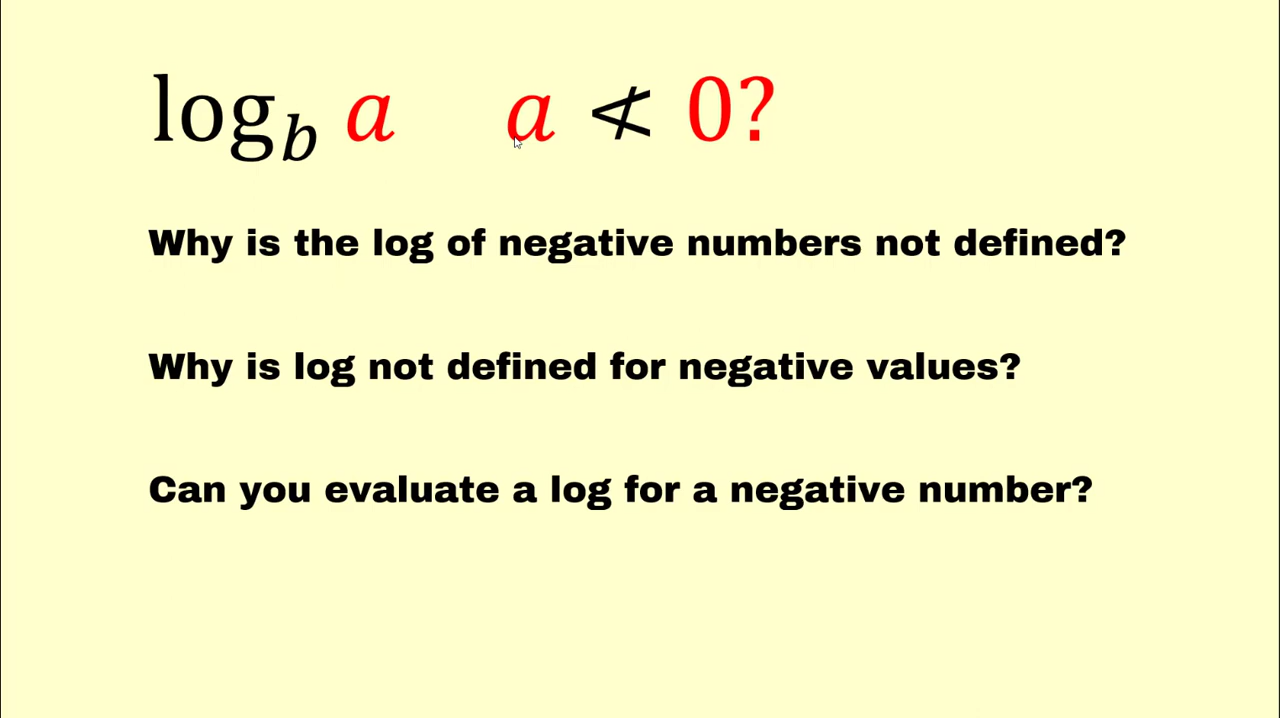 log_b a a ≮ 0?
Why is the log of negative numbers not defined?
Why is log not defined for negative values?
Can you evaluate a log for a negative number?